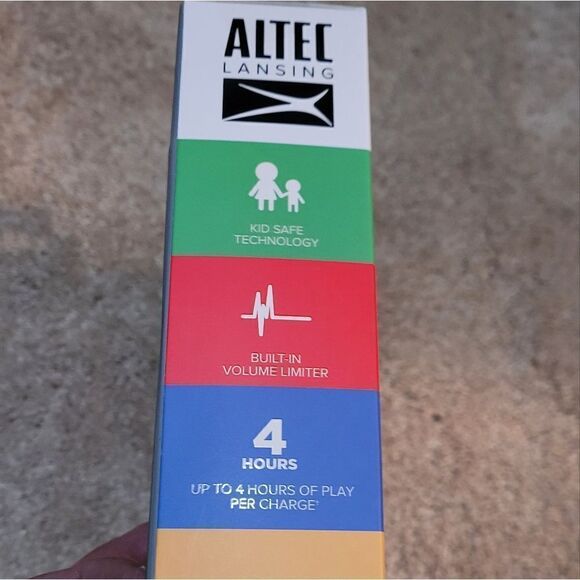 ALTEC
LANSING
KID SAFE
TECHNOLOGY
BUILT-IN
VOLUME LIMITER
4
HOURS
UP TO 4 HOURS OF PLAY
PER CHARGE†